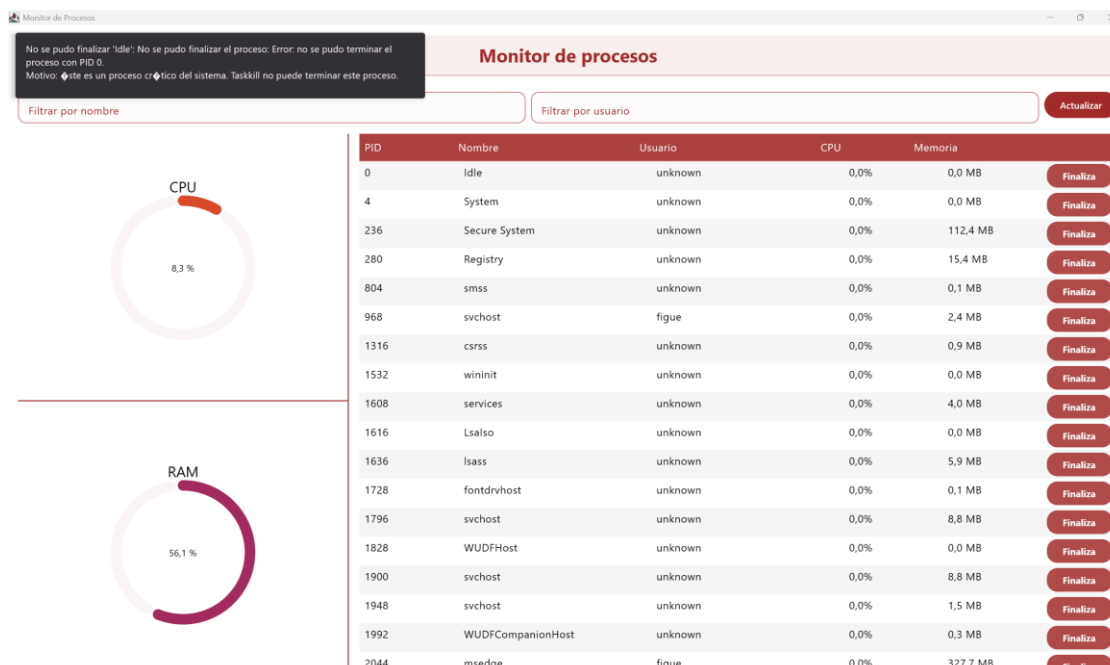 Monitor de Procesos
No se pudo finalizar 'Idle': No se pudo finalizar el proceso: Error: no se pudo terminar el
proceso con PID 0.
Motivo: �ste es un proceso cr�tico del sistema. Taskkill no puede terminar este proceso.
Monitor de procesos
Filtrar por nombre
Filtrar por usuario
Actualizar
CPU
8,3 %
RAM
56,1 %
PID Nombre Usuario CPU Memoria
0 Idle unknown 0,0% 0,0 MB Finaliza
4 System unknown 0,0% 0,0 MB Finaliza
236 Secure System unknown 0,0% 112,4 MB Finaliza
280 Registry unknown 0,0% 15,4 MB Finaliza
804 smss unknown 0,0% 0,1 MB Finaliza
968 svchost figue 0,0% 2,4 MB Finaliza
1316 csrss unknown 0,0% 0,9 MB Finaliza
1532 wininit unknown 0,0% 0,0 MB Finaliza
1608 services unknown 0,0% 4,0 MB Finaliza
1616 LsaIso unknown 0,0% 0,0 MB Finaliza
1636 lsass unknown 0,0% 5,9 MB Finaliza
1728 fontdrvhost unknown 0,0% 0,1 MB Finaliza
1796 svchost unknown 0,0% 8,8 MB Finaliza
1828 WUDFHost unknown 0,0% 0,0 MB Finaliza
1900 svchost unknown 0,0% 8,8 MB Finaliza
1948 svchost unknown 0,0% 1,5 MB Finaliza
1992 WUDFCompanionHost unknown 0,0% 0,3 MB Finaliza
2044 msedge figue 0,0% 327,7 MB Finaliza